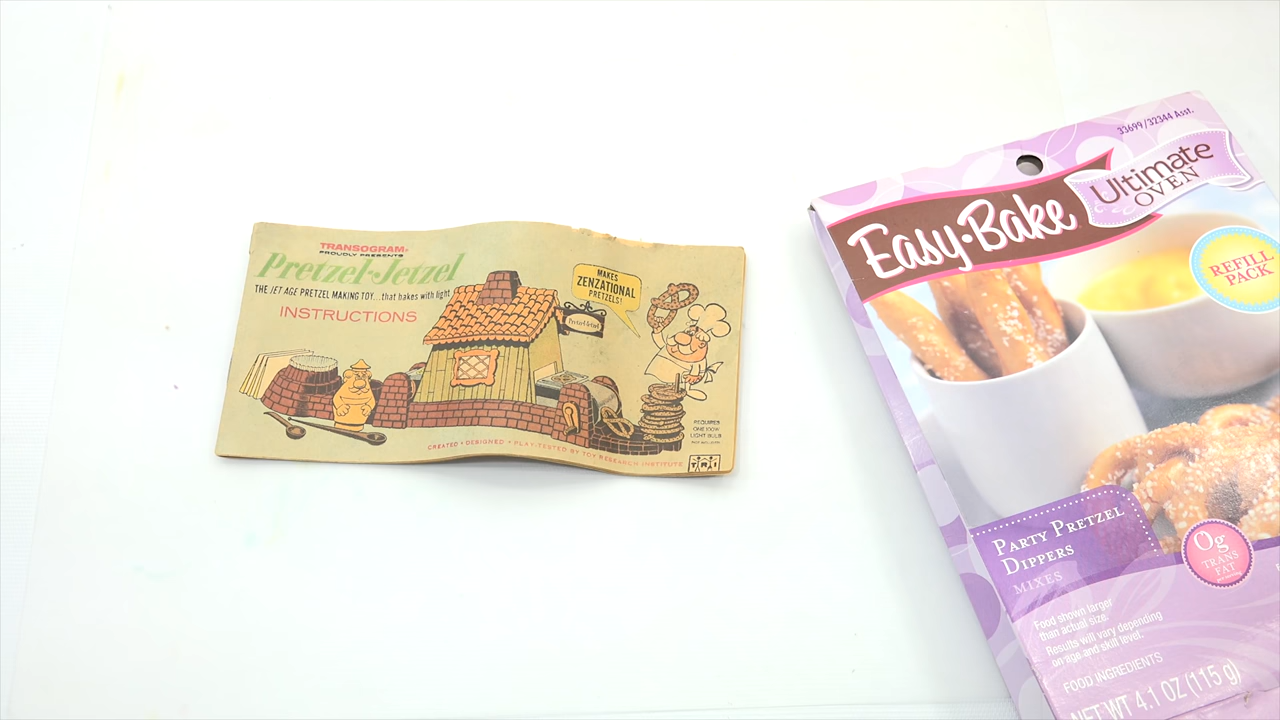 TRANSOGRAM®
PROUDLY PRESENTS
Pretzel·Jetzel
THE JET AGE PRETZEL MAKING TOY...that bakes with light
INSTRUCTIONS
MAKES
ZENZATIONAL
PRETZELS!
Pretzel·Jetzel
REQUIRES
ONE 100W
LIGHT BULB
CREATED • DESIGNED • PLAY-TESTED BY TOY RESEARCH INSTITUTE
33699/32344 Asst.
Easy·Bake
Ultimate
OVEN
REFILL
PACK
PARTY PRETZEL
DIPPERS
MIXES
0g
TRANS
FAT
Food shown larger
than actual size.
Results will vary depending
on age and skill level.
FOOD INGREDIENTS
NET WT 4.1 OZ (115 g)